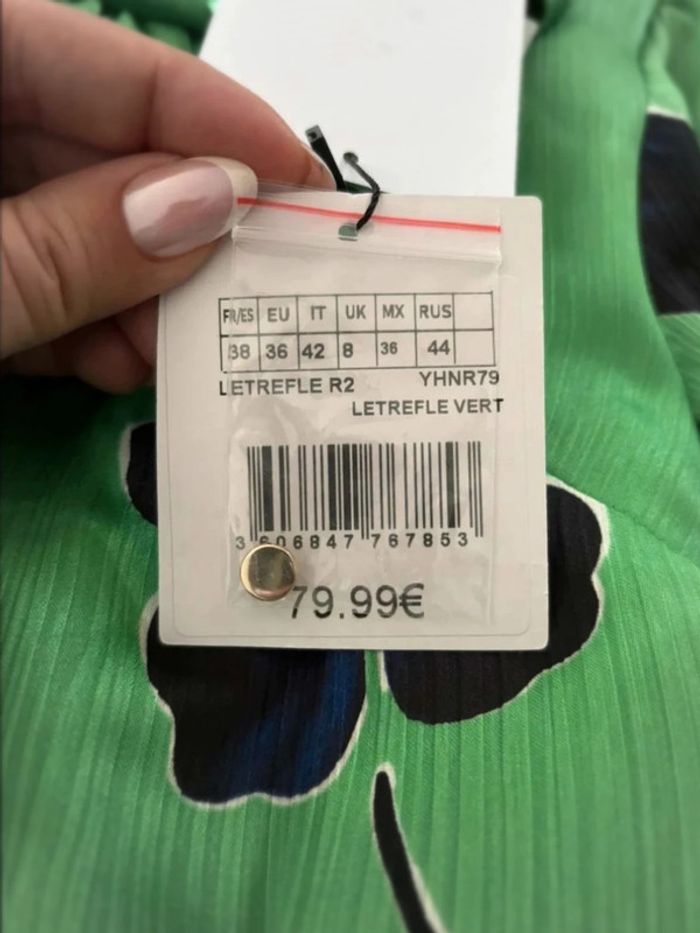 FR/ES EU IT UK MX RUS
38 36 42 8 36 44
LETREFLE R2 YHNR79
LETREFLE VERT
3 606847 767853
79.99€